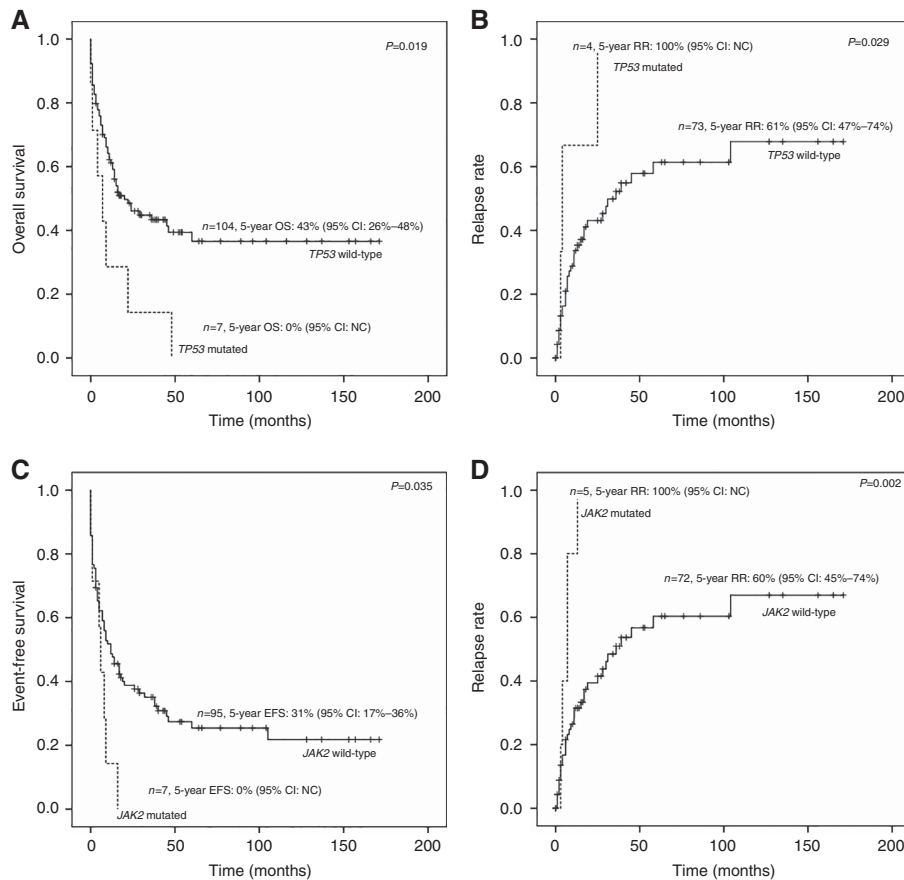 A
P=0.019
1.0
0.8
0.6
0.4
0.2
0.0
Overall survival
n=104, 5-year OS: 43% (95% CI: 26%–48%)
TP53 wild-type
n=7, 5-year OS: 0% (95% CI: NC)
TP53 mutated
0
50
100
150
200
Time (months)
B
n=4, 5-year RR: 100% (95% CI: NC)
P=0.029
TP53 mutated
1.0
0.8
0.6
0.4
0.2
0.0
Relapse rate
n=73, 5-year RR: 61% (95% CI: 47%–74%)
TP53 wild-type
0
50
100
150
200
Time (months)
C
P=0.035
1.0
0.8
0.6
0.4
0.2
0.0
Event-free survival
n=95, 5-year EFS: 31% (95% CI: 17%–36%)
JAK2 wild-type
n=7, 5-year EFS: 0% (95% CI: NC)
JAK2 mutated
0
50
100
150
200
Time (months)
D
P=0.002
n=5, 5-year RR: 100% (95% CI: NC)
JAK2 mutated
1.0
0.8
0.6
0.4
0.2
0.0
Relapse rate
n=72, 5-year RR: 60% (95% CI: 45%–74%)
JAK2 wild-type
0
50
100
150
200
Time (months)